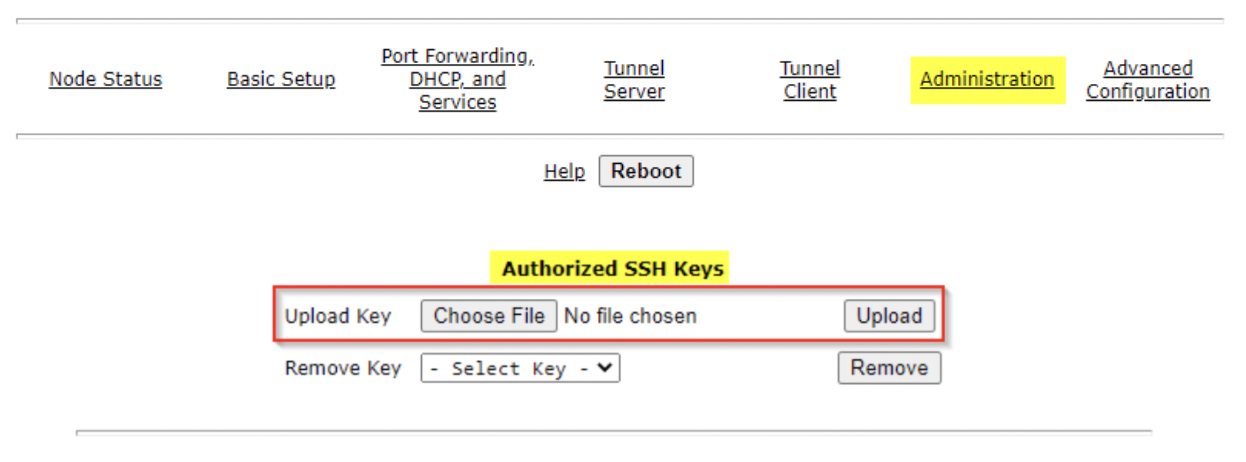 Node Status
Basic Setup
Port Forwarding,
DHCP, and
Services
Tunnel
Server
Tunnel
Client
Administration
Advanced
Configuration
Help Reboot
Authorized SSH Keys
Upload Key Choose File No file chosen Upload
Remove Key - Select Key - Remove